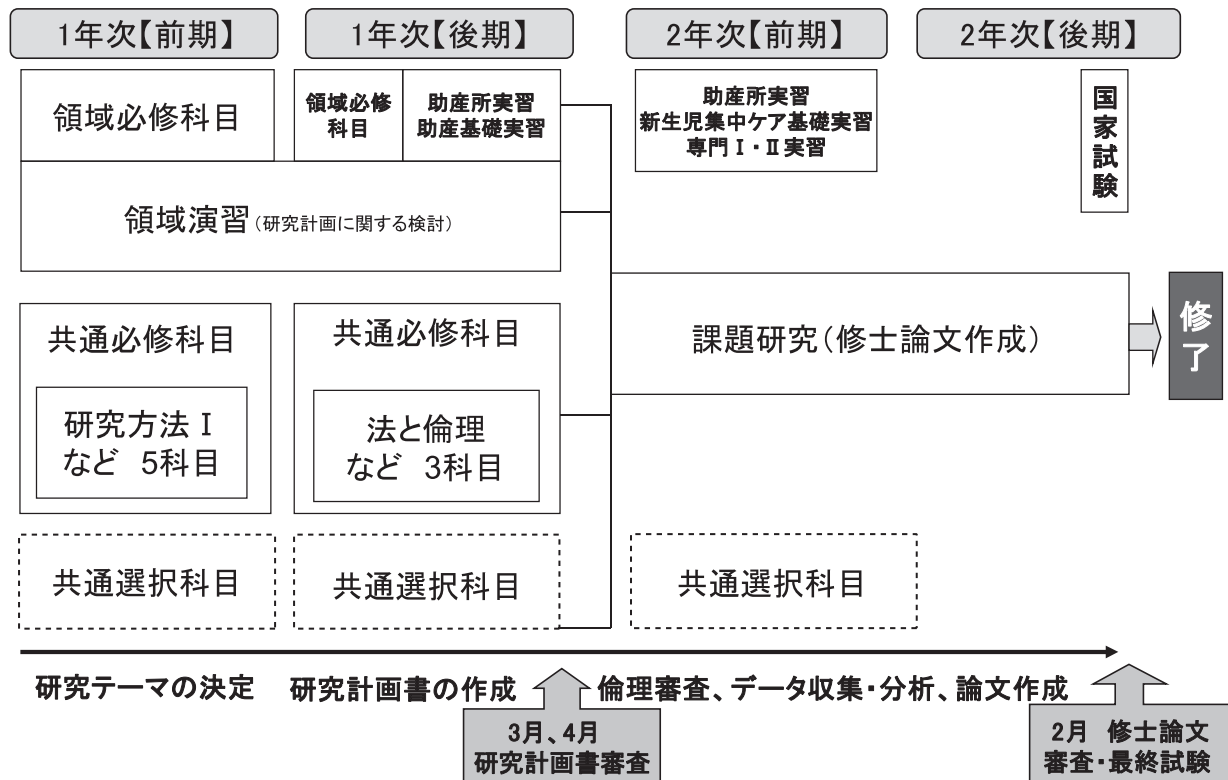 1年次【前期】
1年次【後期】
2年次【前期】
2年次【後期】
領域必修科目
領域必修
科目
助産所実習
助産基礎実習
助産所実習
新生児集中ケア基礎実習
専門Ⅰ・Ⅱ実習
国家試験
領域演習(研究計画に関する検討)
共通必修科目
研究方法Ⅰ
など 5科目
共通必修科目
法と倫理
など 3科目
課題研究(修士論文作成)
修了
共通選択科目
共通選択科目
共通選択科目
研究テーマの決定
研究計画書の作成
倫理審査、データ収集・分析、論文作成
3月、4月
研究計画書審査
2月 修士論文
審査・最終試験